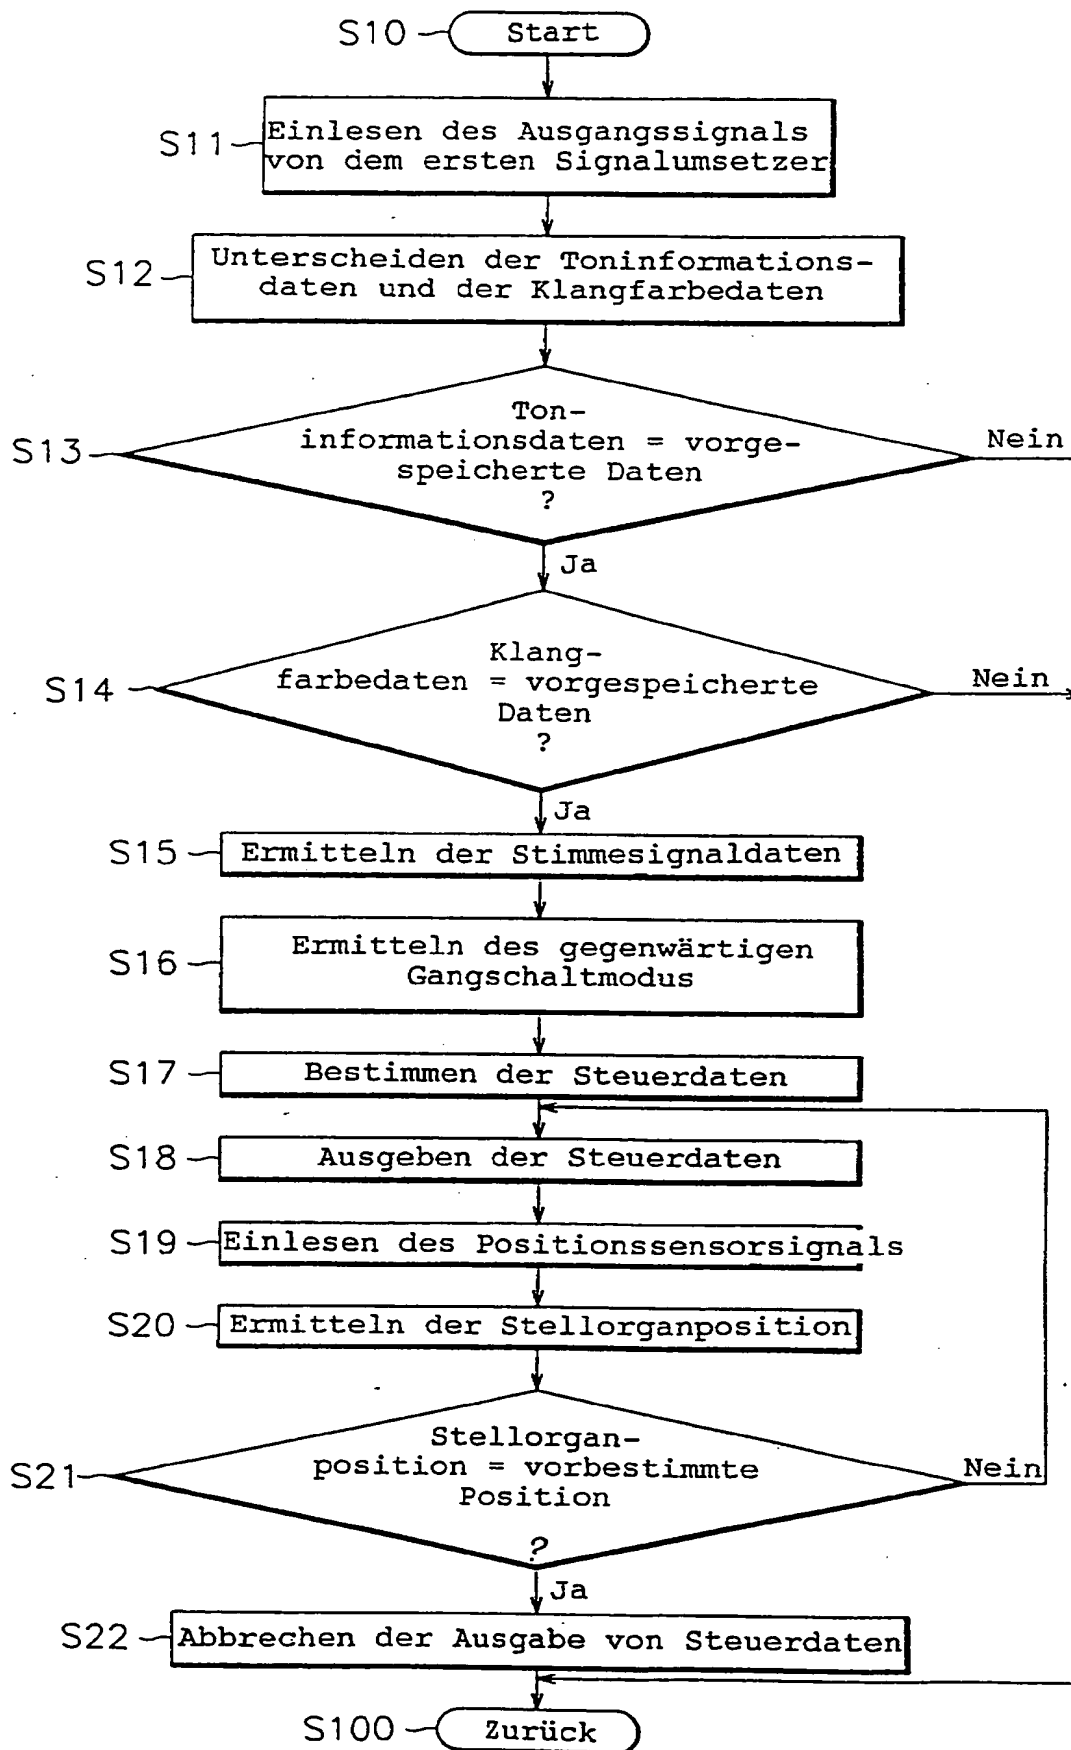 S10 Start
S11 Einlesen des Ausgangssignals
von dem ersten Signalumsetzer
S12 Unterscheiden der Toninformations-
daten und der Klangfarbedaten
S13 Ton-
informationsdaten = vorge-
speicherte Daten
?
Nein
Ja
S14 Klang-
farbedaten = vorgespeicherte
Daten
?
Nein
Ja
S15 Ermitteln der Stimmesignaldaten
S16 Ermitteln des gegenwärtigen
Gangschaltmodus
S17 Bestimmen der Steuerdaten
S18 Ausgeben der Steuerdaten
S19 Einlesen des Positionssensorsignals
S20 Ermitteln der Stellorganposition
S21 Stellorgan-
position = vorbestimmte
Position
?
Nein
Ja
S22 Abbrechen der Ausgabe von Steuerdaten
S100 Zurück